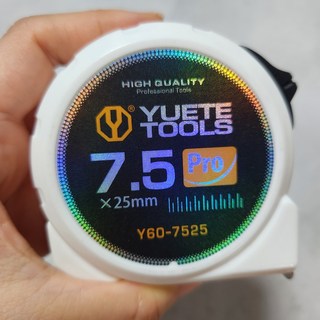 HIGH QUALITY
Professional Tools
YUETE
TOOLS
7.5 Pro
×25mm
Y60-7525